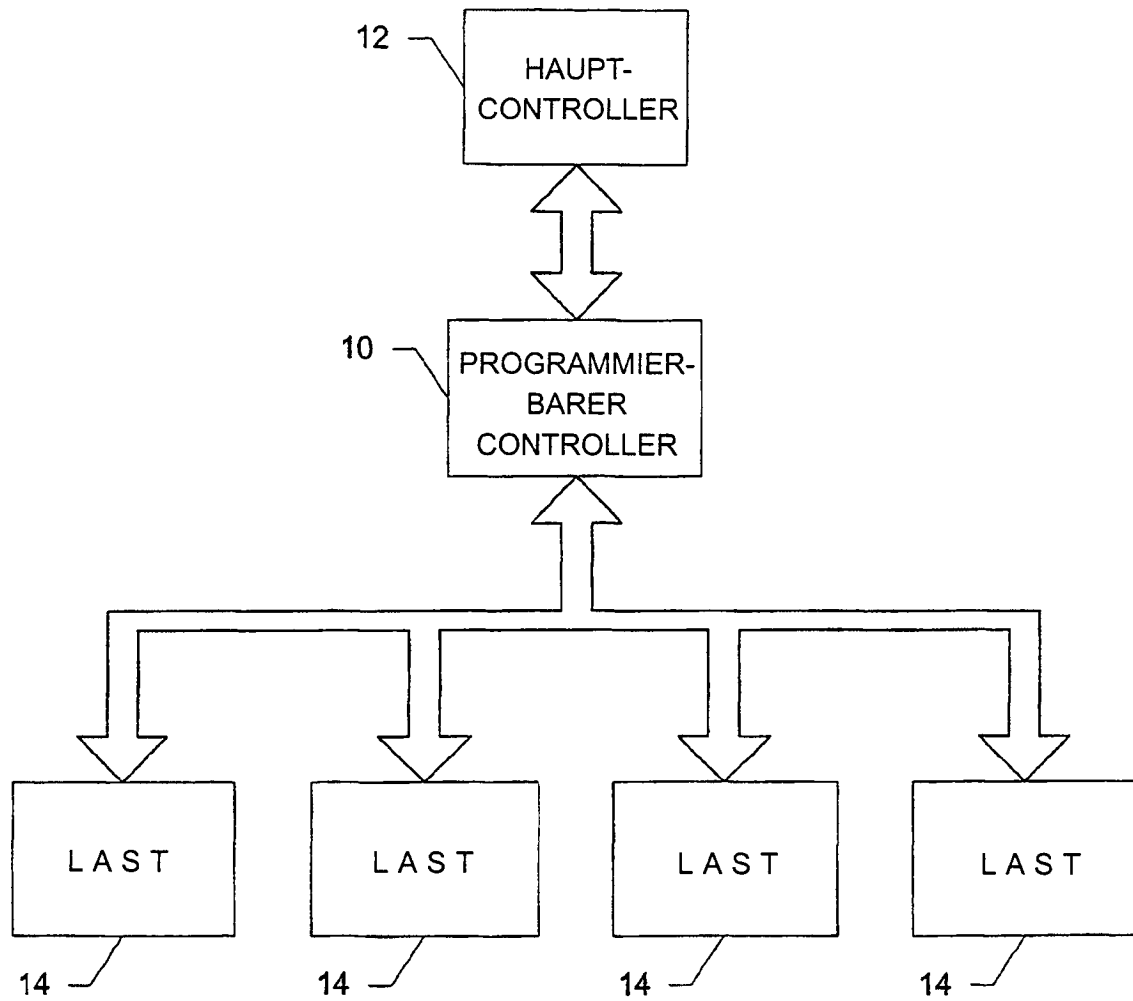 12
HAUPT-
CONTROLLER
10
PROGRAMMIER-
BARER
CONTROLLER
LAST LAST LAST LAST
14 14 14 14